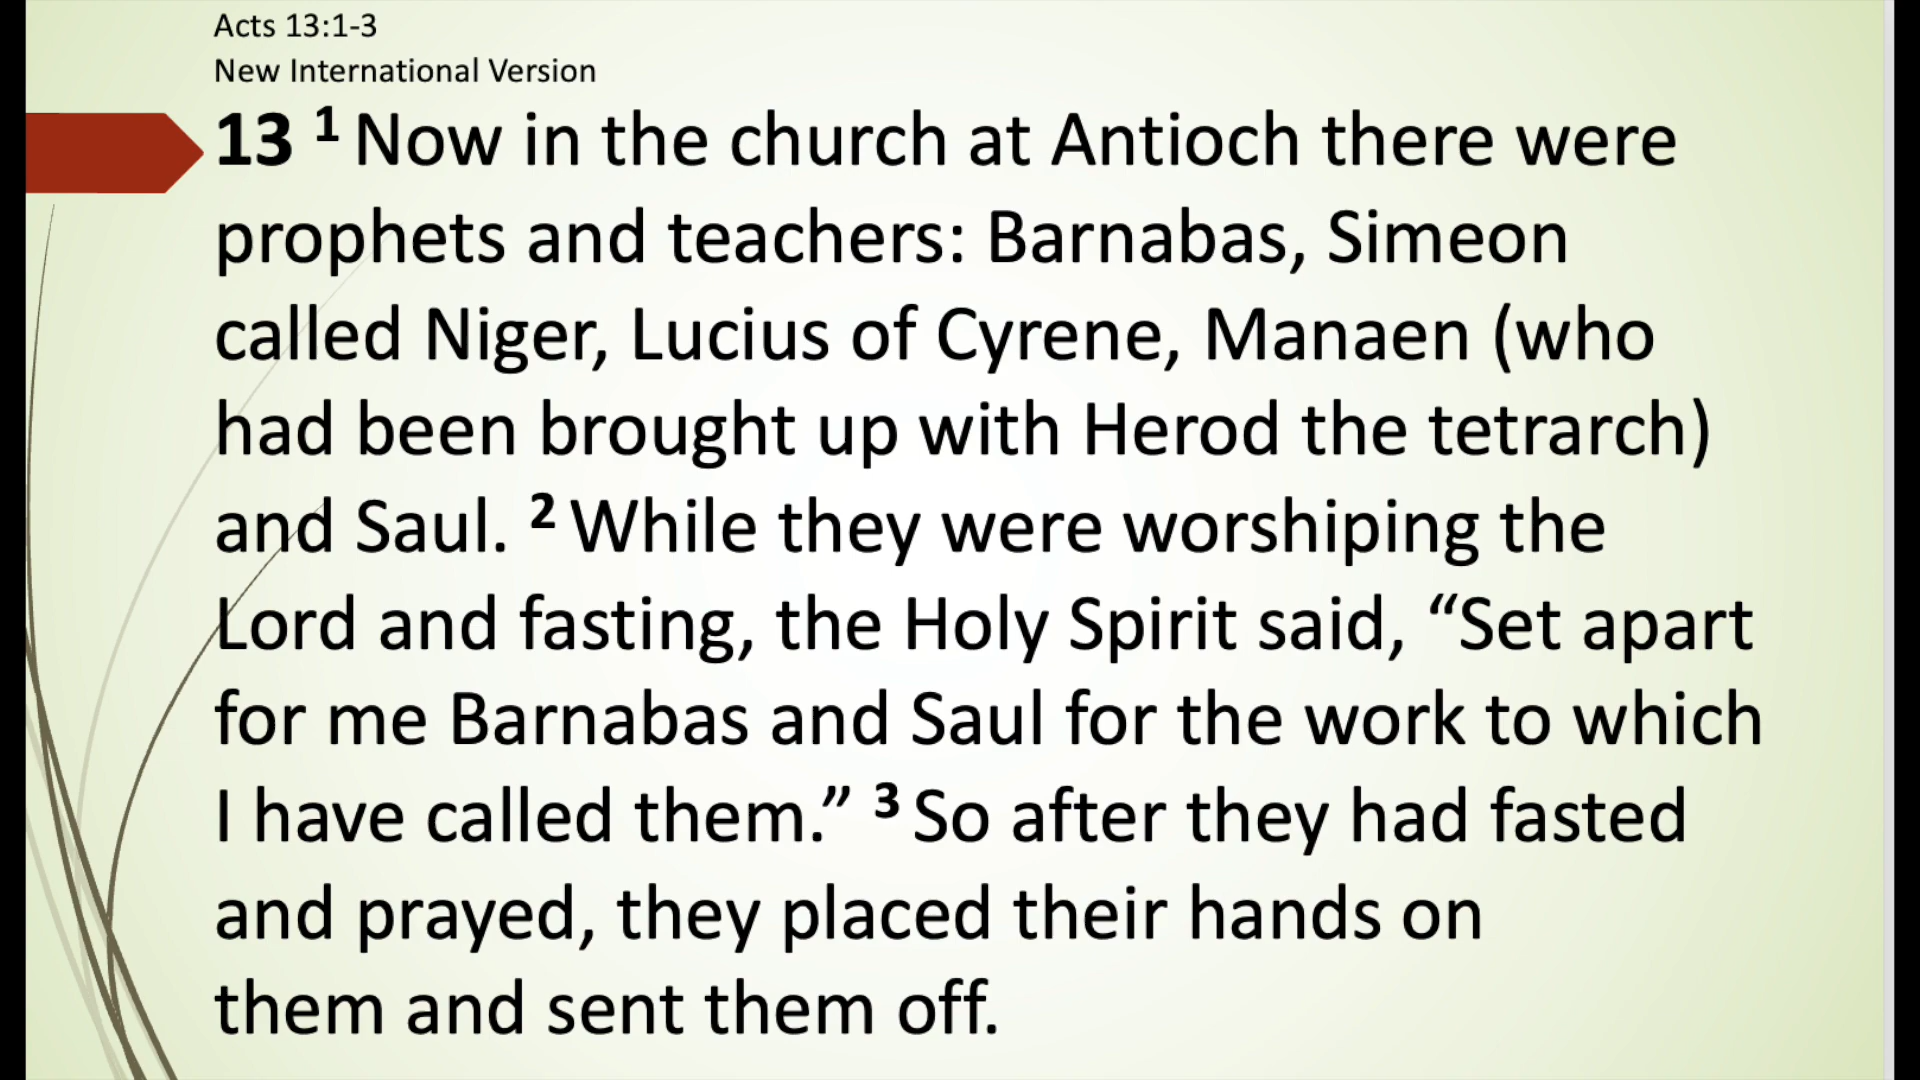 Acts 13:1-3
New International Version
13 1 Now in the church at Antioch there were
prophets and teachers: Barnabas, Simeon
called Niger, Lucius of Cyrene, Manaen (who
had been brought up with Herod the tetrarch)
and Saul. 2 While they were worshiping the
Lord and fasting, the Holy Spirit said, “Set apart
for me Barnabas and Saul for the work to which
I have called them.” 3 So after they had fasted
and prayed, they placed their hands on
them and sent them off.